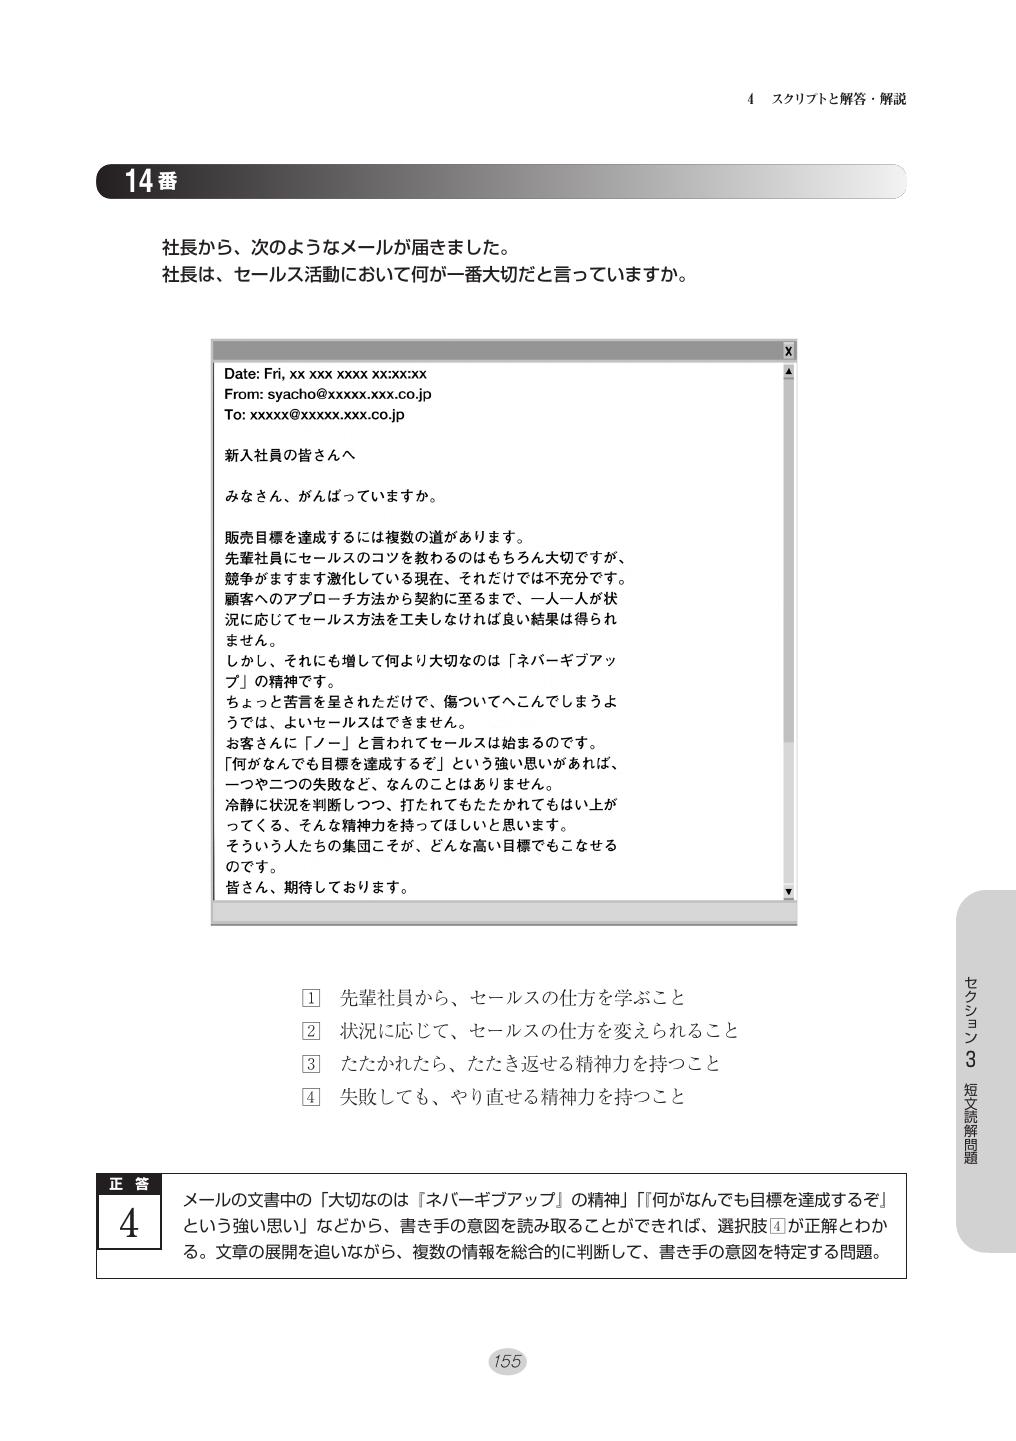 4 スクリプトと解答・解説
14番
社長から、次のようなメールが届きました。
社長は、セールス活動において何が一番大切だと言っていますか。
X
Date: Fri, xx xxx xxxx xx:xx:xx
From: syacho@xxxxx.xxx.co.jp
To: xxxxx@xxxxx.xxx.co.jp
新入社員の皆さんへ
みなさん、がんばっていますか。
販売目標を達成するには複数の道があります。
先輩社員にセールスのコツを教わるのはもちろん大切ですが、
競争がますます激化している現在、それだけでは不充分です。
顧客へのアプローチ方法から契約に至るまで、一人一人が状
況に応じてセールス方法を工夫しなければ良い結果は得られ
ません。
しかし、それにも増して何より大切なのは「ネバーギブアッ
プ」の精神です。
ちょっと苦言を呈されただけで、傷ついてへこんでしまうよ
うでは、よいセールスはできません。
お客さんに「ノー」と言われてセールスは始まるのです。
「何がなんでも目標を達成するぞ」という強い思いがあれば、
一つや二つの失敗など、なんのことはありません。
冷静に状況を判断しつつ、打たれてもたたかれてもはい上が
ってくる、そんな精神力を持ってほしいと思います。
そういう人たちの集団こそが、どんな高い目標でもこなせる
のです。
皆さん、期待しております。
1 先輩社員から、セールスの仕方を学ぶこと
2 状況に応じて、セールスの仕方を変えられること
3 たたかれたら、たたき返せる精神力を持つこと
4 失敗しても、やり直せる精神力を持つこと
セクション3 短文読解問題
正答
4
メールの文書中の「大切なのは『ネバーギブアップ』の精神」「『何がなんでも目標を達成するぞ』
という強い思い」などから、書き手の意図を読み取ることができれば、選択肢4が正解とわか
る。文章の展開を追いながら、複数の情報を総合的に判断して、書き手の意図を特定する問題。
155